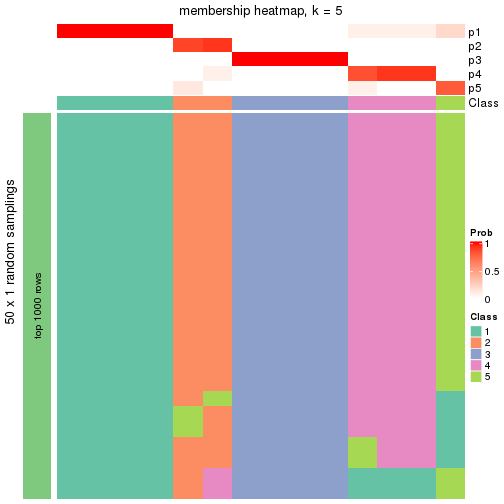 membership heatmap, k = 5
p1
p2
p3
p4
p5
Class
50 x 1 random samplings
top 1000 rows
Prob
1
0.5
0
Class
1
2
3
4
5